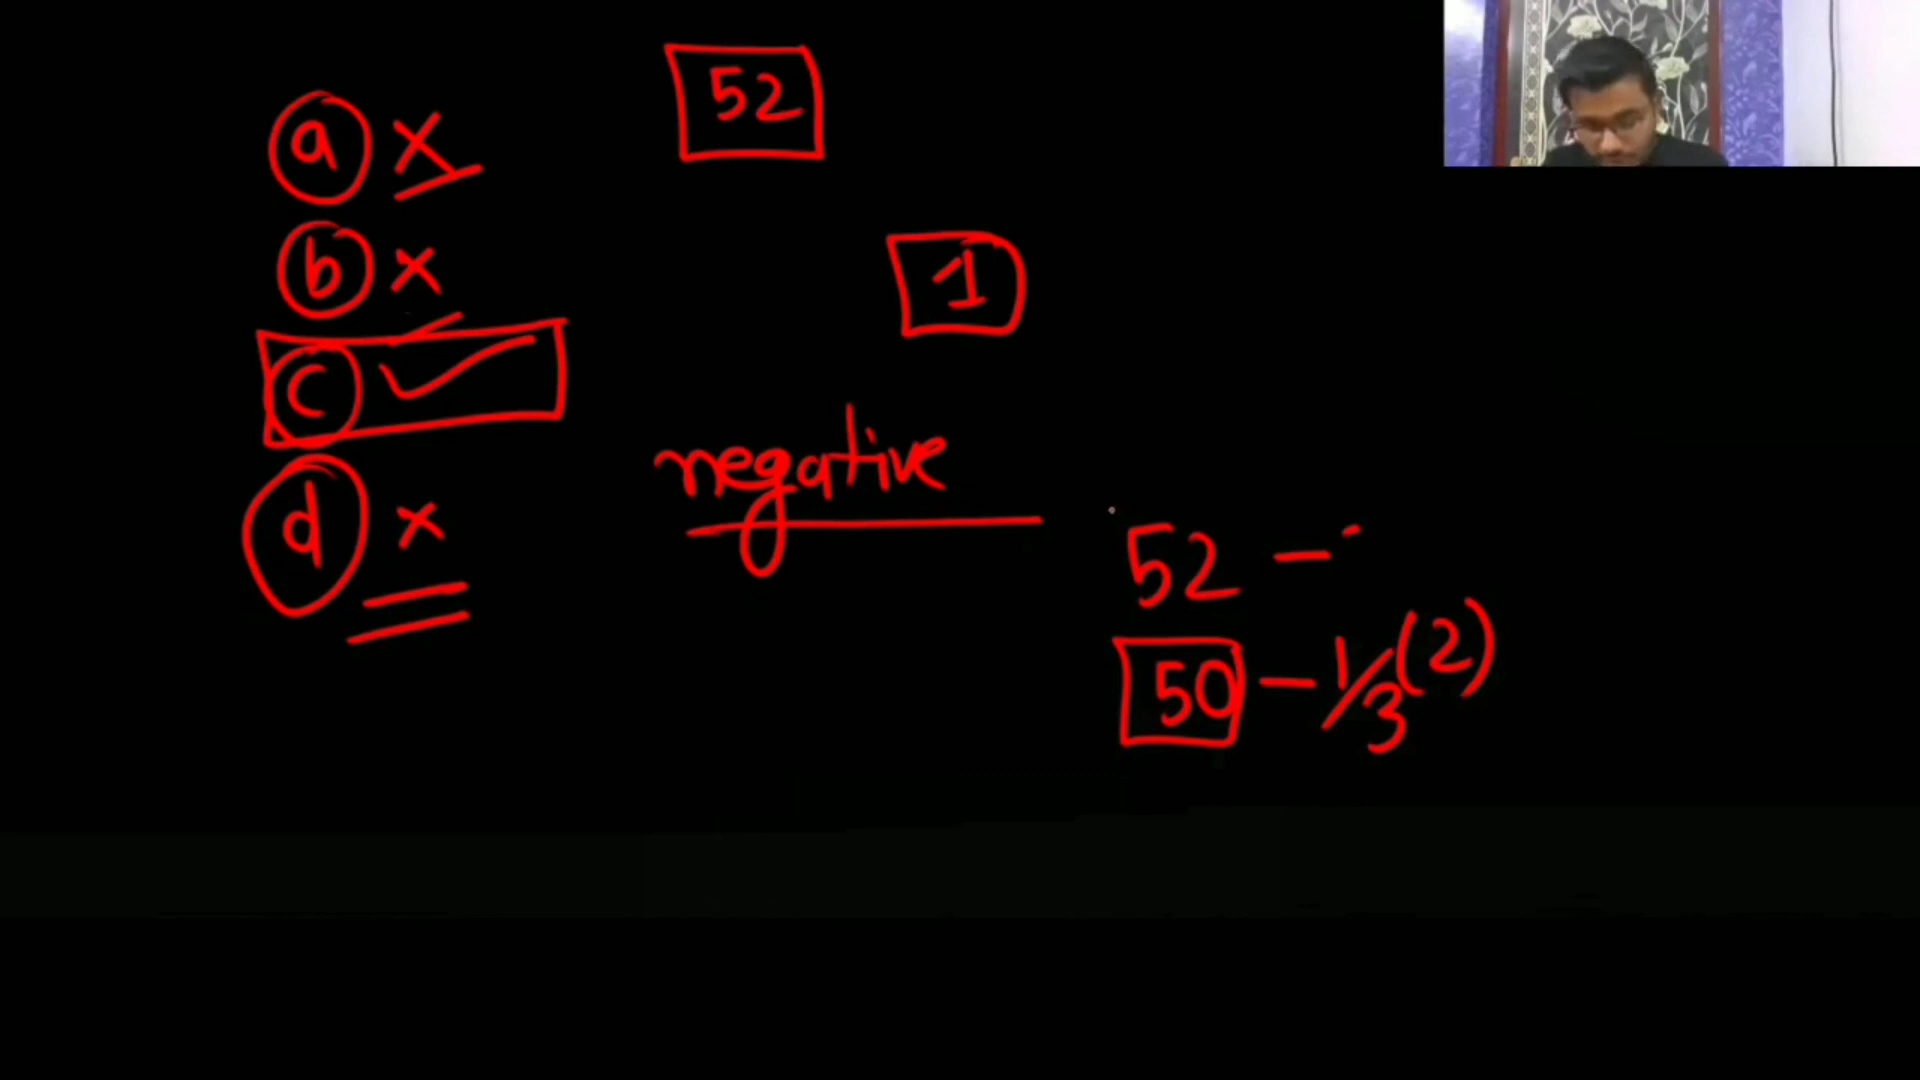 52
a ×
b ×
1
c ✓
negative
d ×
52 -
50 - 1/3 (2)